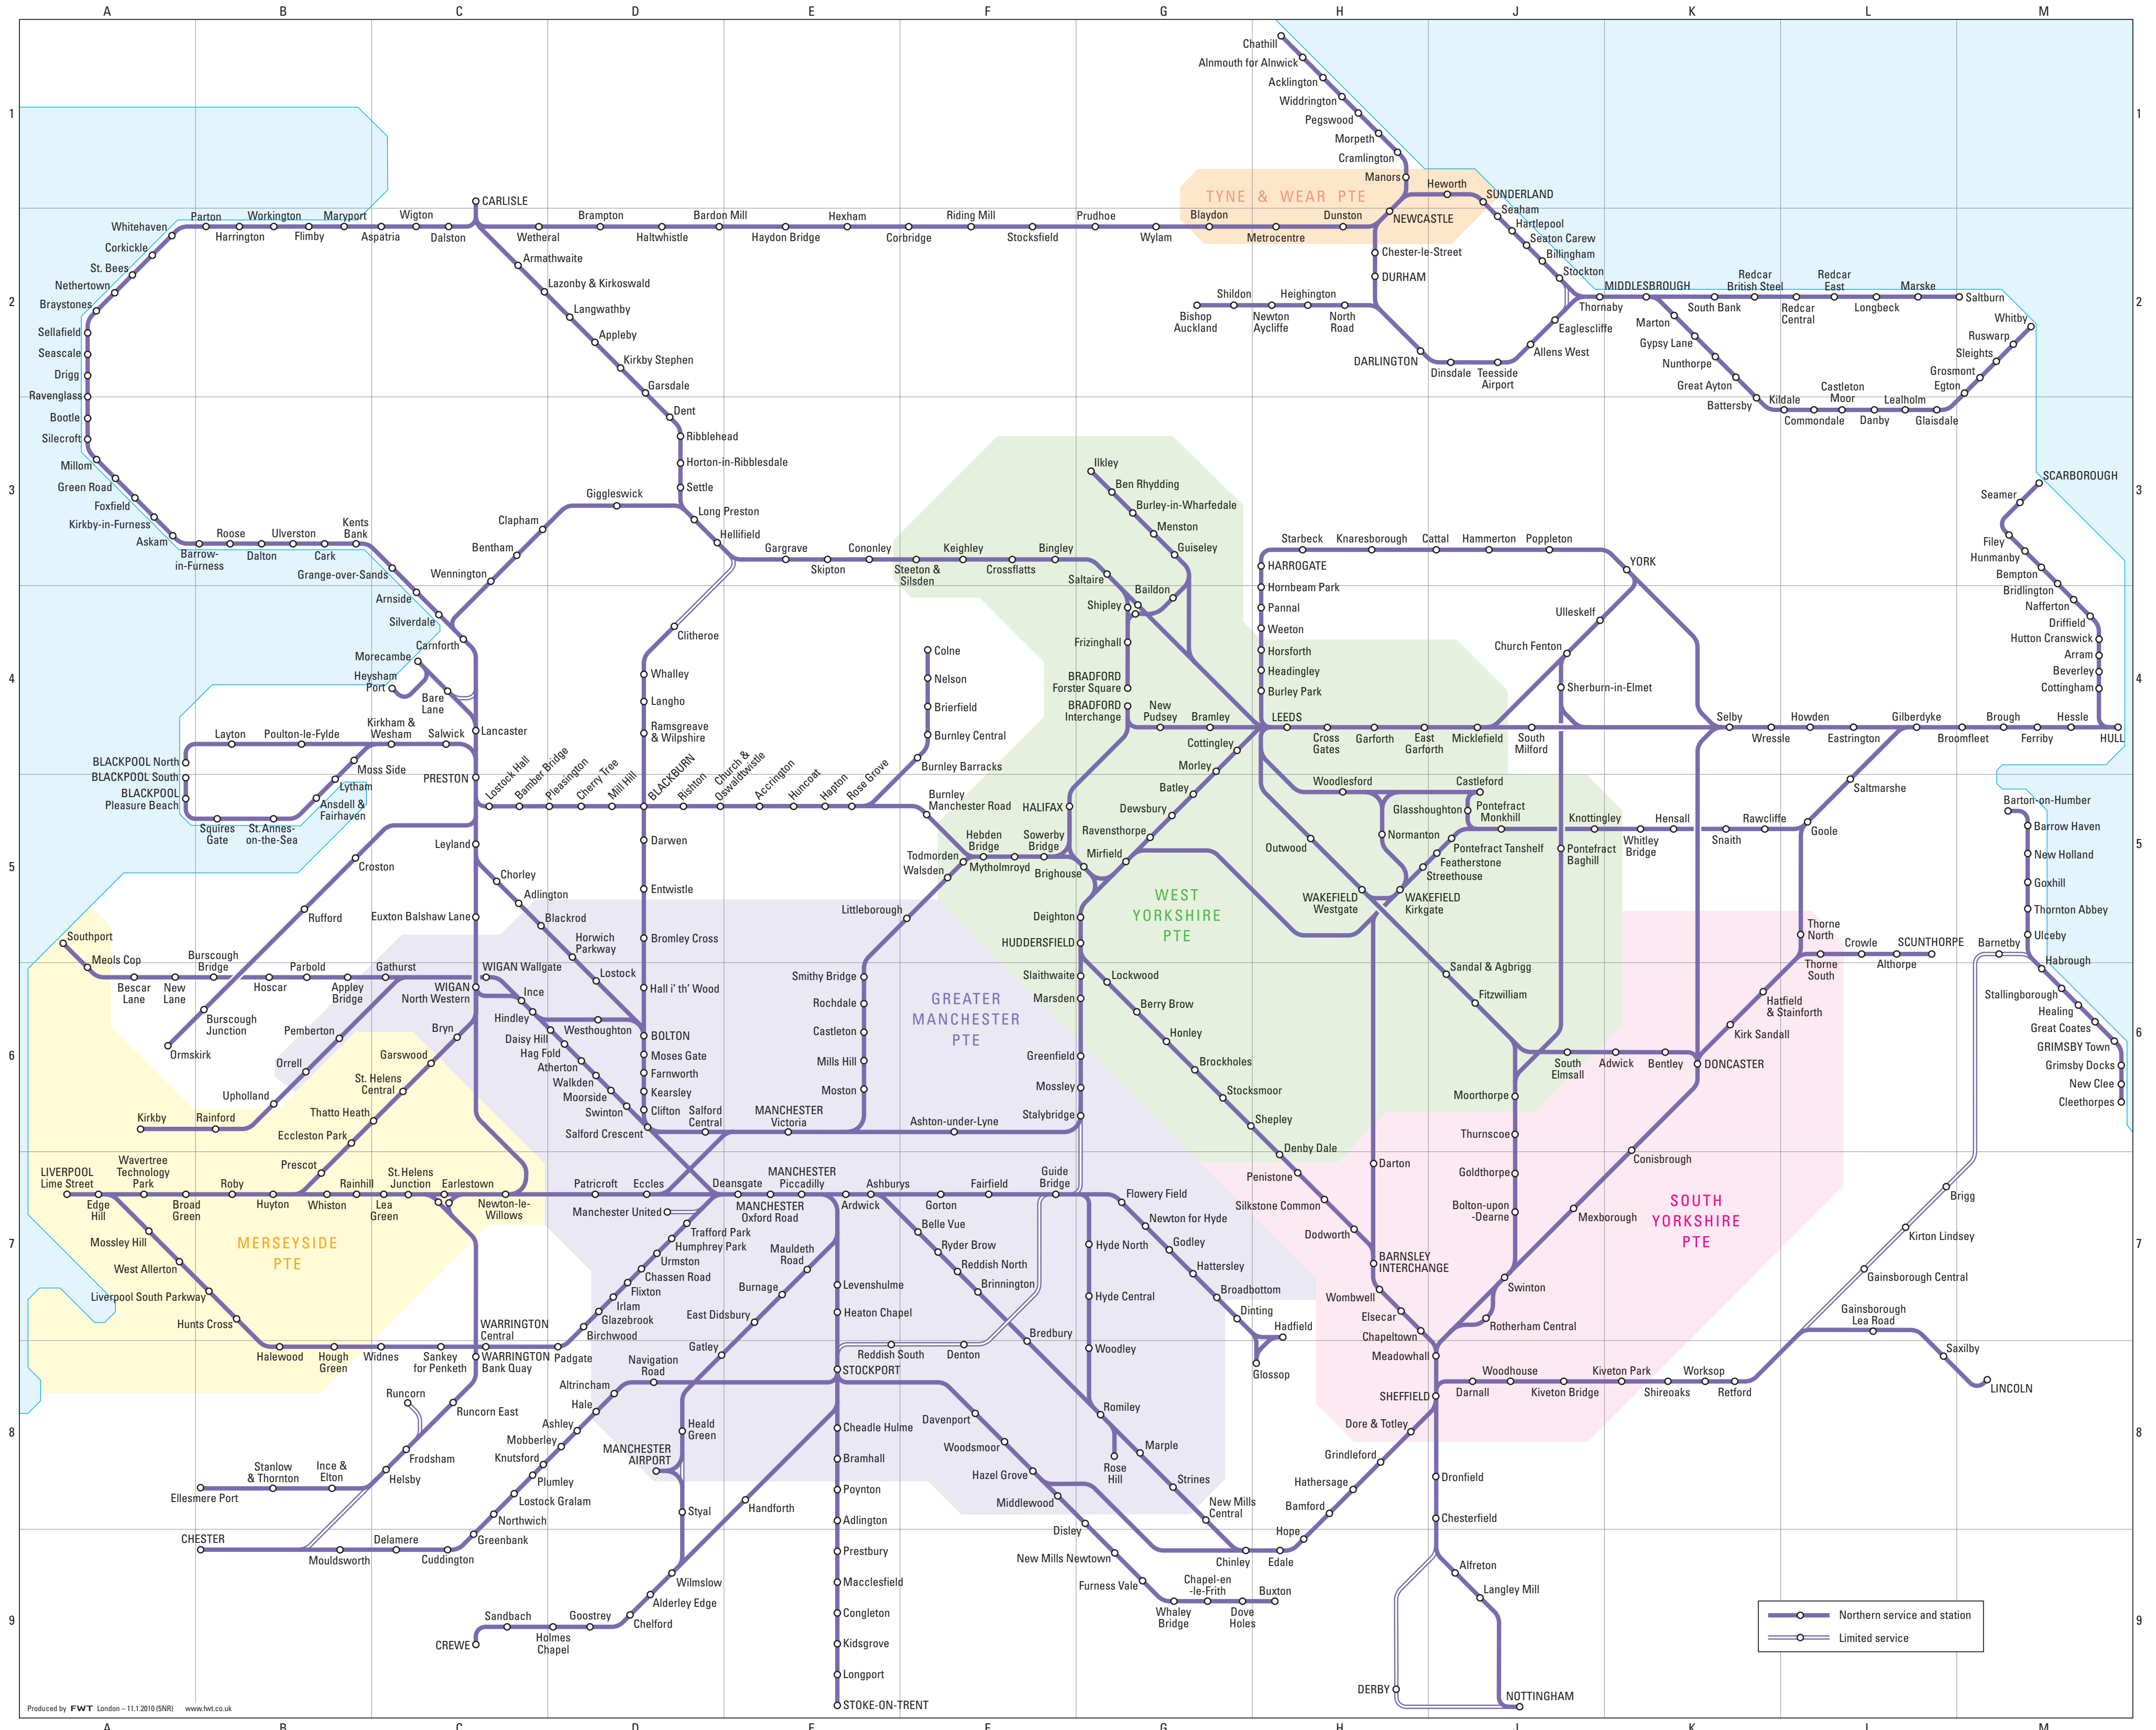 A B C D E F G H J K L M
1
2
3
4
5
6
7
8
9
1
2
3
4
5
6
7
8
9
Chathill
Alnmouth for Alnwick
Acklington
Widdrington
Pegswood
Morpeth
Cramlington
Manors
Heworth
SUNDERLAND
TYNE & WEAR PTE
NEWCASTLE
Seaham
Hartlepool
Seaton Carew
Billingham
Stockton
CARLISLE
Whitehaven
Parton
Harrington
Workington
Flimby
Maryport
Aspatria
Wigton
Dalston
Wetheral
Brampton
Haltwhistle
Bardon Mill
Haydon Bridge
Hexham
Corbridge
Riding Mill
Stocksfield
Prudhoe
Wylam
Blaydon
Metrocentre
Dunston
Chester-le-Street
DURHAM
Corkickle
St. Bees
Nethertown
Braystones
Sellafield
Seascale
Drigg
Ravenglass
Bootle
Silecroft
Millom
Green Road
Foxfield
Kirkby-in-Furness
Askam
Armathwaite
Lazonby & Kirkoswald
Langwathby
Appleby
Kirkby Stephen
Garsdale
Dent
Ribblehead
Horton-in-Ribblesdale
Settle
Long Preston
Hellifield
Bishop
Auckland
Shildon
Newton
Aycliffe
Heighington
North
Road
DARLINGTON
Dinsdale
Teesside
Airport
Allens West
Eaglescliffe
Thornaby
MIDDLESBROUGH
South Bank
Redcar
British Steel
Redcar
Central
Redcar
East
Longbeck
Marske
Saltburn
Marton
Gypsy Lane
Nunthorpe
Great Ayton
Battersby
Kildale
Commondale
Castleton
Moor
Danby
Lealholm
Glaisdale
Egton
Grosmont
Sleights
Ruswarp
Whitby
Barrow-
in-Furness
Roose
Dalton
Ulverston
Cark
Kents
Bank
Grange-over-Sands
Arnside
Silverdale
Carnforth
Giggleswick
Clapham
Bentham
Wennington
Gargrave
Skipton
Cononley
Steeton &
Silsden
Keighley
Crossflatts
Bingley
Saltaire
Ilkley
Ben Rhydding
Burley-in-Wharfedale
Menston
Guiseley
Baildon
Shipley
Frizinghall
BRADFORD
Forster Square
BRADFORD
Interchange
New
Pudsey
Bramley
HARROGATE
Starbeck
Knaresborough
Cattal
Hammerton
Poppleton
YORK
Hornbeam Park
Pannal
Weeton
Horsforth
Headingley
Burley Park
LEEDS
Cross
Gates
Garforth
East
Garforth
Micklefield
South
Milford
Ulleskelf
Church Fenton
Sherburn-in-Elmet
Selby
Wressle
Howden
Eastrington
Gilberdyke
Broomfleet
Brough
Ferriby
Hessle
HULL
SCARBOROUGH
Seamer
Filey
Hunmanby
Bempton
Bridlington
Nafferton
Driffield
Hutton Cranswick
Arram
Beverley
Cottingham
Morecambe
Heysham
Port
Bare
Lane
Lancaster
Clitheroe
Whalley
Langho
Ramsgreave
& Wilpshire
Colne
Nelson
Brierfield
Burnley Central
Burnley Barracks
Layton
Poulton-le-Fylde
Kirkham &
Wesham
Salwick
BLACKPOOL North
BLACKPOOL South
BLACKPOOL
Pleasure Beach
Squires
Gate
St. Annes-
on-the-Sea
Ansdell &
Fairhaven
Lytham
Moss Side
PRESTON
Lostock Hall
Bamber Bridge
Pleasington
Cherry Tree
Mill Hill
BLACKBURN
Rishton
Church &
Oswaldtwistle
Accrington
Huncoat
Hapton
Rose Grove
Burnley
Manchester Road
HALIFAX
Hebden
Bridge
Sowerby
Bridge
Mytholmroyd
Brighouse
Todmorden
Walsden
Littleborough
Smithy Bridge
Rochdale
Castleton
Mills Hill
Moston
Cottingley
Morley
Batley
Dewsbury
Ravensthorpe
Mirfield
Deighton
HUDDERSFIELD
Slaithwaite
Marsden
Greenfield
Mossley
Stalybridge
WEST
YORKSHIRE
PTE
Woodlesford
Castleford
Glasshoughton
Pontefract
Monkhill
Normanton
Outwood
Pontefract Tanshelf
Featherstone
Streethouse
WAKEFIELD
Westgate
WAKEFIELD
Kirkgate
Knottingley
Whitley
Bridge
Hensall
Snaith
Rawcliffe
Goole
Saltmarshe
Pontefract
Baghill
Barton-on-Humber
Barrow Haven
New Holland
Goxhill
Thornton Abbey
Ulceby
Habrough
Barnetby
Stallingborough
Healing
Great Coates
GRIMSBY Town
Grimsby Docks
New Clee
Cleethorpes
Thorne
North
Thorne
South
Crowle
Althorpe
SCUNTHORPE
Hatfield
& Stainforth
Kirk Sandall
DONCASTER
Bentley
Adwick
South
Elmsall
Sandal & Agbrigg
Fitzwilliam
Moorthorpe
Thurnscoe
Goldthorpe
Bolton-upon
-Dearne
Conisbrough
Mexborough
Swinton
Rotherham Central
SOUTH
YORKSHIRE
PTE
Leyland
Croston
Rufford
Euxton Balshaw Lane
Chorley
Adlington
Blackrod
Horwich
Parkway
Lostock
Darwen
Entwistle
Bromley Cross
Hall i' th' Wood
BOLTON
Moses Gate
Farnworth
Kearsley
Clifton
Salford Crescent
Salford
Central
MANCHESTER
Victoria
Ashton-under-Lyne
GREATER
MANCHESTER
PTE
Southport
Meols Cop
Bescar
Lane
New
Lane
Burscough
Bridge
Hoscar
Parbold
Appley
Bridge
Gathurst
WIGAN Wallgate
WIGAN
North Western
Ince
Hindley
Westhoughton
Daisy Hill
Hag Fold
Atherton
Walkden
Moorside
Swinton
Burscough
Junction
Ormskirk
Pemberton
Orrell
Upholland
Rainford
Kirkby
Bryn
Garswood
St. Helens
Central
Thatto Heath
Eccleston Park
Prescot
LIVERPOOL
Lime Street
Edge
Hill
Wavertree
Technology
Park
Broad
Green
Roby
Huyton
Whiston
Rainhill
Lea
Green
St. Helens
Junction
Earlestown
Newton-le-
Willows
Patricroft
Eccles
Deansgate
MANCHESTER
Oxford Road
MANCHESTER
Piccadilly
Ardwick
Ashburys
Gorton
Fairfield
Guide
Bridge
Manchester United
Trafford Park
Humphrey Park
Urmston
Chassen Road
Flixton
Irlam
Glazebrook
Birchwood
Padgate
WARRINGTON
Central
WARRINGTON
Bank Quay
Sankey
for Penketh
Widnes
Hough
Green
Halewood
Hunts Cross
Liverpool South Parkway
West Allerton
Mossley Hill
MERSEYSIDE
PTE
Mauldeth
Road
Burnage
East Didsbury
Gatley
Levenshulme
Heaton Chapel
STOCKPORT
Belle Vue
Ryder Brow
Reddish North
Brinnington
Bredbury
Reddish South
Denton
Hyde North
Hyde Central
Woodley
Romiley
Rose
Hill
Marple
Strines
New Mills
Central
Flowery Field
Newton for Hyde
Godley
Hattersley
Broadbottom
Dinting
Hadfield
Glossop
Lockwood
Berry Brow
Honley
Brockholes
Stocksmoor
Shepley
Denby Dale
Penistone
Silkstone Common
Dodworth
Darton
BARNSLEY
INTERCHANGE
Wombwell
Elsecar
Chapeltown
Meadowhall
SHEFFIELD
Darnall
Woodhouse
Kiveton Bridge
Kiveton Park
Shireoaks
Worksop
Retford
Gainsborough
Lea Road
Saxilby
LINCOLN
Brigg
Kirton Lindsey
Gainsborough Central
Runcorn
Runcorn East
Frodsham
Helsby
Ince &
Elton
Stanlow
& Thornton
Ellesmere Port
CHESTER
Mouldsworth
Delamere
Cuddington
Greenbank
Northwich
Lostock Gralam
Plumley
Knutsford
Mobberley
Ashley
Hale
Altrincham
Navigation
Road
Heald
Green
MANCHESTER
AIRPORT
Styal
Handforth
Wilmslow
Alderley Edge
Chelford
Goostrey
Holmes
Chapel
Sandbach
CREWE
Cheadle Hulme
Bramhall
Poynton
Adlington
Prestbury
Macclesfield
Congleton
Kidsgrove
Longport
STOKE-ON-TRENT
Davenport
Woodsmoor
Hazel Grove
Middlewood
Disley
New Mills Newtown
Furness Vale
Whaley
Bridge
Chapel-en
-le-Frith
Dove
Holes
Buxton
Chinley
Edale
Hope
Bamford
Hathersage
Grindleford
Dore & Totley
Dronfield
Chesterfield
Alfreton
Langley Mill
DERBY
NOTTINGHAM
Northern service and station
Limited service
Produced by FWT London – 11.1.2010 (5NR) www.fwt.co.uk
A B C D E F G H J K L M